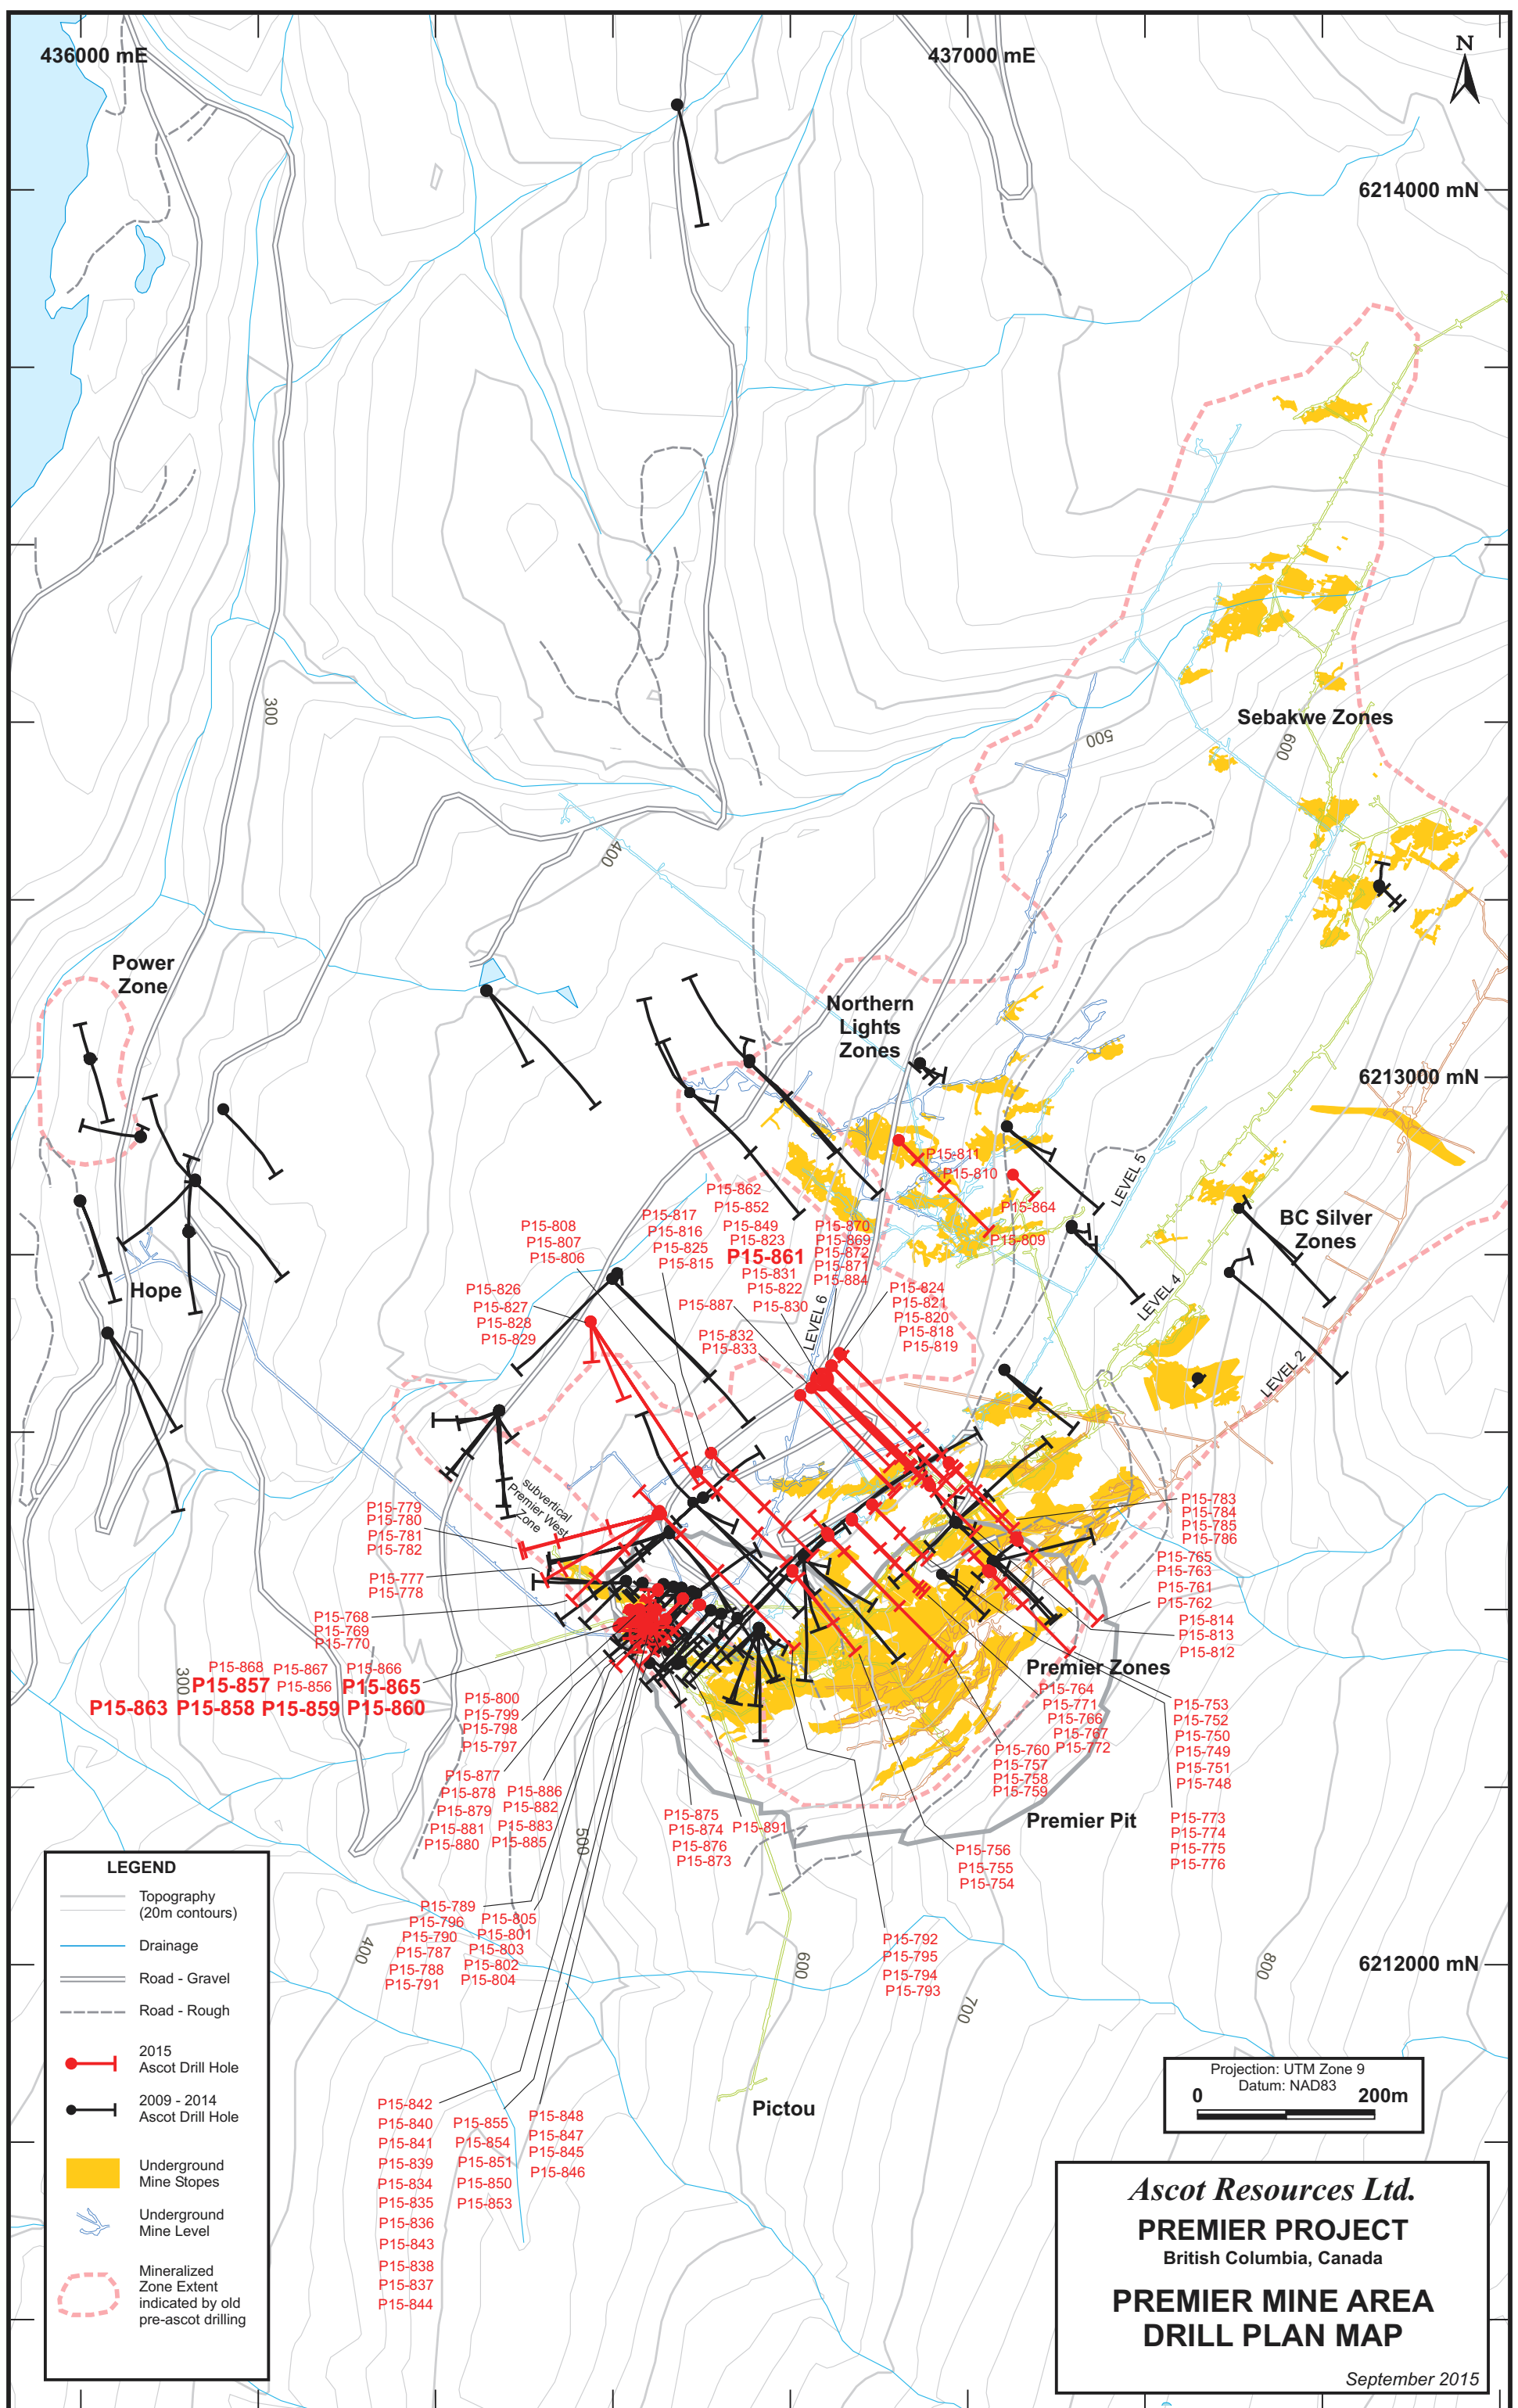 436000 mE
437000 mE
N
6214000 mN
300
500
600
Sebakwe Zones
400
Power
Zone
Northern
Lights
Zones
6213000 mN
P15-811
P15-810
P15-864
P15-809
LEVEL 5
BC Silver
Zones
LEVEL 4
LEVEL 2
LEVEL 6
Hope
P15-862
P15-852
P15-849
P15-823
P15-861
P15-831
P15-822
P15-830
P15-817
P15-816
P15-825
P15-815
P15-808
P15-807
P15-806
P15-870
P15-869
P15-872
P15-871
P15-884
P15-826
P15-827
P15-828
P15-829
P15-887
P15-832
P15-833
P15-824
P15-821
P15-820
P15-818
P15-819
subvertical
Premier West
Zone
P15-779
P15-780
P15-781
P15-782
P15-777
P15-778
P15-768
P15-769
P15-770
P15-783
P15-784
P15-785
P15-786
P15-765
P15-763
P15-761
P15-762
P15-814
P15-813
P15-812
300
P15-868 P15-867 P15-866
P15-857 P15-856 P15-865
P15-863 P15-858 P15-859 P15-860
Premier Zones
P15-764
P15-771
P15-766
P15-767
P15-772
P15-753
P15-752
P15-750
P15-749
P15-751
P15-748
P15-800
P15-799
P15-798
P15-797
P15-760
P15-757
P15-758
P15-759
P15-877
P15-878
P15-879
P15-881
P15-880
P15-886
P15-882
P15-883
P15-885
500
P15-875
P15-874
P15-876
P15-873
P15-891
Premier Pit
P15-773
P15-774
P15-775
P15-776
P15-756
P15-755
P15-754
P15-789
P15-796
P15-790
P15-787
P15-788
P15-791
P15-805
P15-801
P15-803
P15-802
P15-804
P15-792
P15-795
P15-794
P15-793
400
600
700
800
6212000 mN
P15-842
P15-840
P15-841
P15-839
P15-834
P15-835
P15-836
P15-843
P15-838
P15-837
P15-844
P15-855
P15-854
P15-851
P15-850
P15-853
P15-848
P15-847
P15-845
P15-846
Pictou
LEGEND
Topography
(20m contours)
Drainage
Road - Gravel
Road - Rough
2015
Ascot Drill Hole
2009 - 2014
Ascot Drill Hole
Underground
Mine Stopes
Underground
Mine Level
Mineralized
Zone Extent
indicated by old
pre-ascot drilling
Projection: UTM Zone 9
Datum: NAD83
0 200m
Ascot Resources Ltd.
PREMIER PROJECT
British Columbia, Canada
PREMIER MINE AREA
DRILL PLAN MAP
September 2015